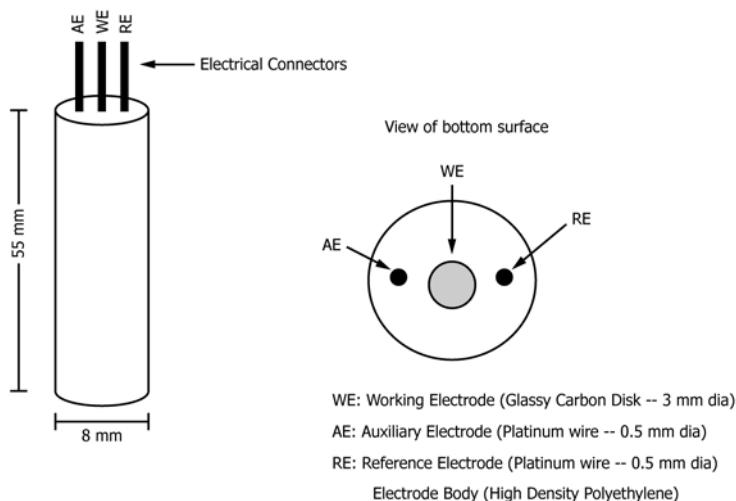 AE
WE
RE
Electrical Connectors
55 mm
8 mm
View of bottom surface
WE
AE
RE
WE: Working Electrode (Glassy Carbon Disk -- 3 mm dia)
AE: Auxiliary Electrode (Platinum wire -- 0.5 mm dia)
RE: Reference Electrode (Platinum wire -- 0.5 mm dia)
Electrode Body (High Density Polyethylene)